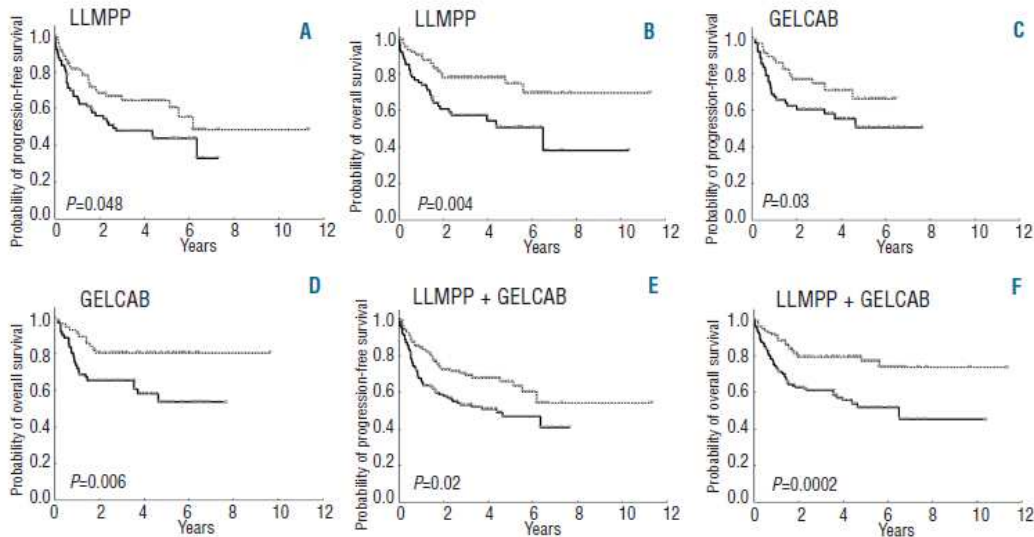 LLMPP A
Probability of progression-free survival
1.0
0.8
0.6
0.4
0.2
0.0
P=0.048
0 2 4 6 8 10 12
Years
LLMPP B
Probability of overall survival
1.0
0.8
0.6
0.4
0.2
0.0
P=0.004
0 2 4 6 8 10 12
Years
GELCAB C
Probability of progression-free survival
1.0
0.8
0.6
0.4
0.2
0.0
P=0.03
0 2 4 6 8 10 12
Years
GELCAB D
Probability of overall survival
1.0
0.8
0.6
0.4
0.2
0.0
P=0.006
0 2 4 6 8 10 12
Years
LLMPP + GELCAB E
Probability of progression-free survival
1.0
0.8
0.6
0.4
0.2
0.0
P=0.02
0 2 4 6 8 10 12
Years
LLMPP + GELCAB F
Probability of overall survival
1.0
0.8
0.6
0.4
0.2
0.0
P=0.0002
0 2 4 6 8 10 12
Years